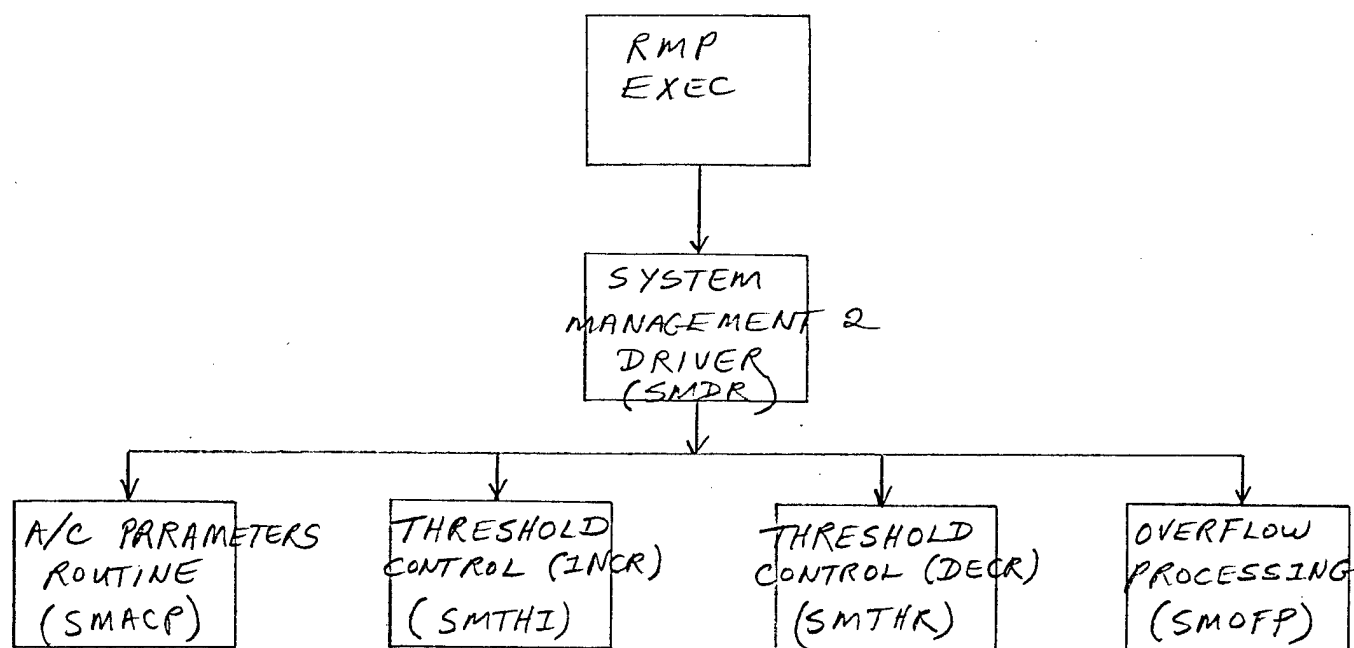 RMP
EXEC
SYSTEM
MANAGEMENT 2
DRIVER
(SMDR)
A/C PARAMETERS
ROUTINE
(SMACP)
THRESHOLD
CONTROL (INCR)
(SMTHI)
THRESHOLD
CONTROL (DECR)
(SMTHR)
OVERFLOW
PROCESSING
(SMOFP)